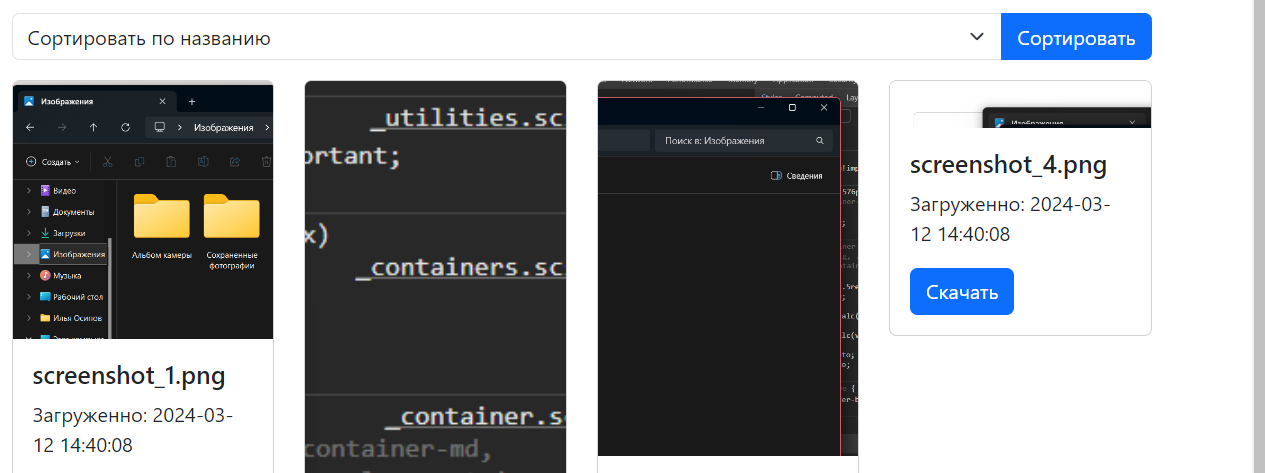 Сортировать по названию
Сортировать
Изображения
Изображения
Создать
Видео
Документы
Загрузки
Изображения
Музыка
Рабочий стол
Илья Осипов
Альбом камеры
Сохраненные
фотографии
screenshot_1.png
Загруженно: 2024-03-
12 14:40:08
_utilities.sc
ortant;
x)
_containers.sc
_container.s
container-md,
Поиск в: Изображения
Сведения
screenshot_4.png
Загруженно: 2024-03-
12 14:40:08
Скачать